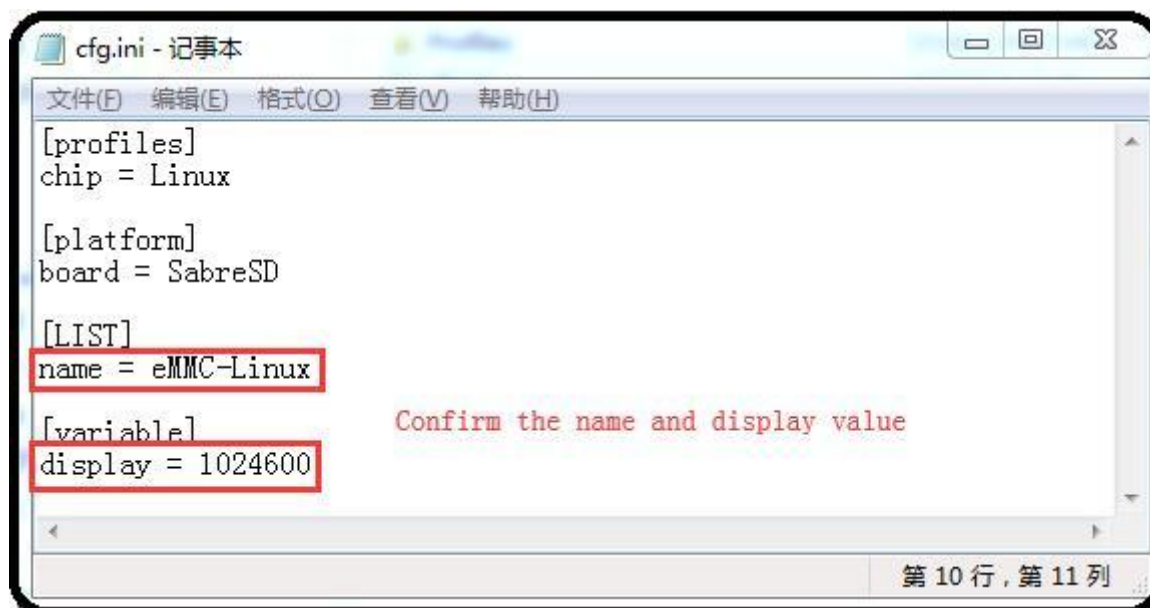 cfg.ini - 记事本
文件(F) 编辑(E) 格式(O) 查看(V) 帮助(H)
[profiles]
chip = Linux
[platform]
board = SabreSD
[LIST]
name = eMMC-Linux
[variable]
Confirm the name and display value
display = 1024600
第 10 行 , 第 11 列